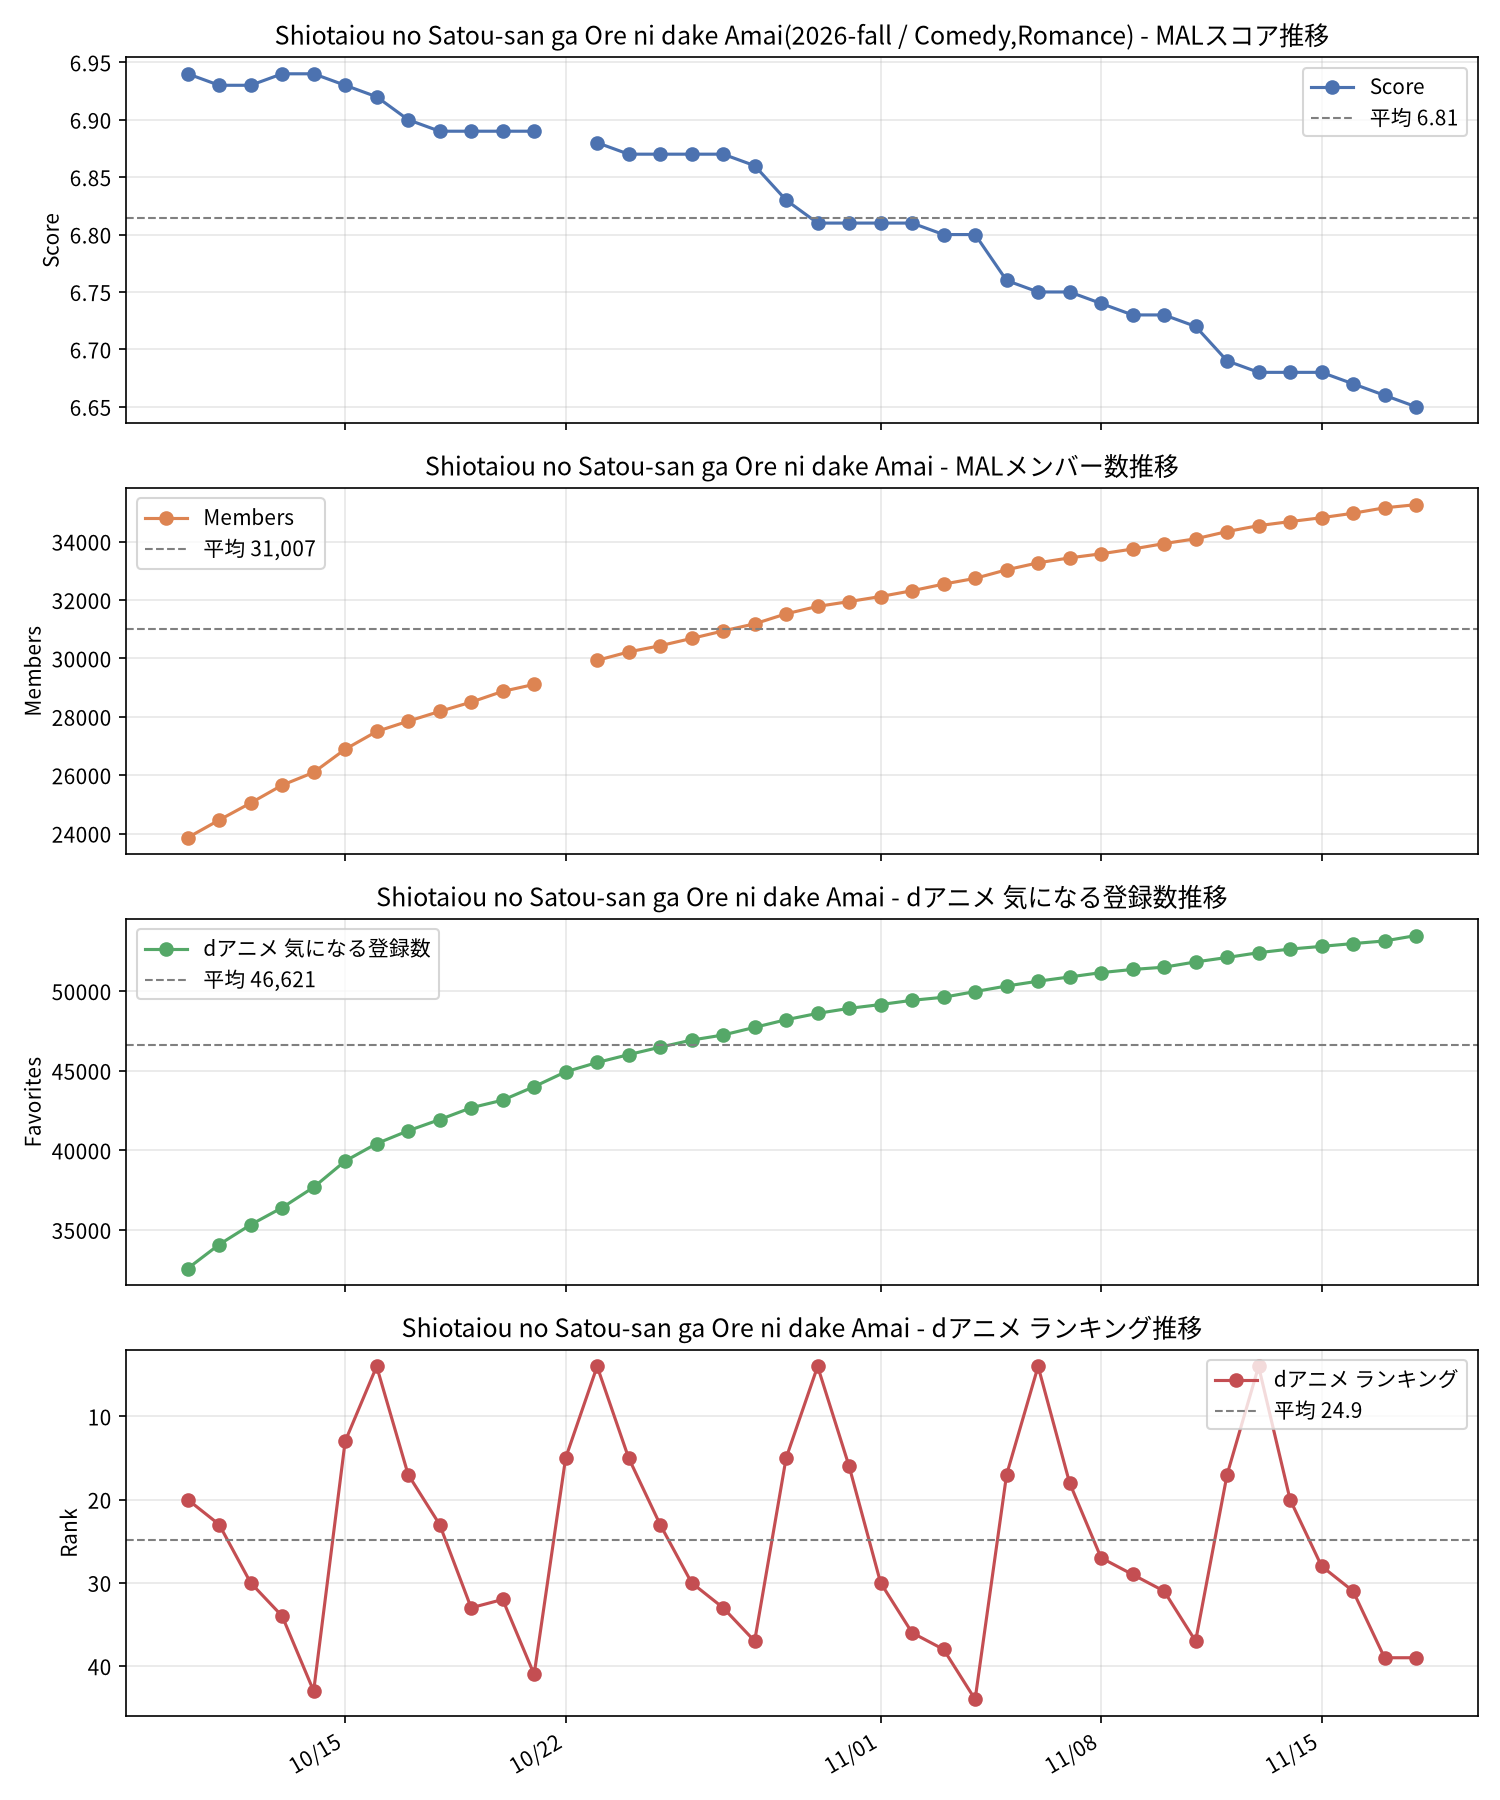 Shiotaiou no Satou-san ga Ore ni dake Amai(2026-fall / Comedy,Romance) - MALスコア推移
Score
6.95
6.90
6.85
6.80
6.75
6.70
6.65
Score
平均 6.81
Shiotaiou no Satou-san ga Ore ni dake Amai - MALメンバー数推移
Members
34000
32000
30000
28000
26000
24000
Members
平均 31,007
Shiotaiou no Satou-san ga Ore ni dake Amai - dアニメ 気になる登録数推移
Favorites
50000
45000
40000
35000
dアニメ 気になる登録数
平均 46,621
Shiotaiou no Satou-san ga Ore ni dake Amai - dアニメ ランキング推移
Rank
10
20
30
40
dアニメ ランキング
平均 24.9
10/15
10/22
11/01
11/08
11/15